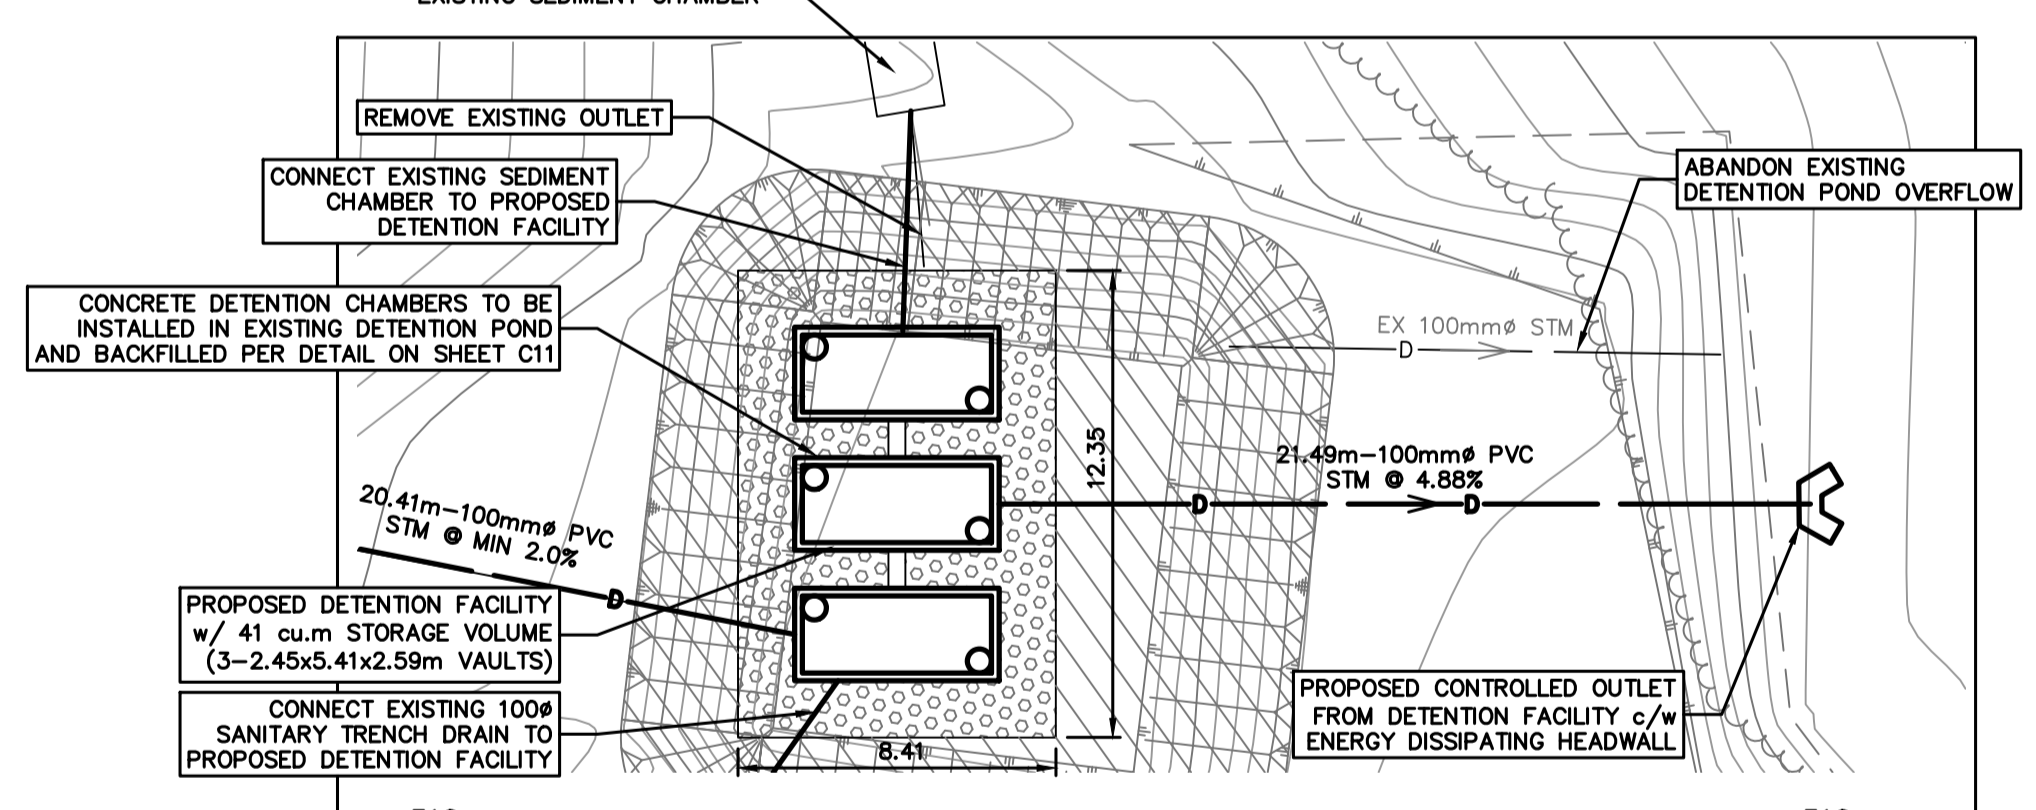 EXISTING SEDIMENT CHAMBER
REMOVE EXISTING OUTLET
CONNECT EXISTING SEDIMENT
CHAMBER TO PROPOSED
DETENTION FACILITY
CONCRETE DETENTION CHAMBERS TO BE
INSTALLED IN EXISTING DETENTION POND
AND BACKFILLED PER DETAIL ON SHEET C11
20.41m-100mmø PVC
STM @ MIN 2.0%
D
PROPOSED DETENTION FACILITY
w/ 41 cu.m STORAGE VOLUME
(3-2.45x5.41x2.59m VAULTS)
CONNECT EXISTING 100ø
SANITARY TRENCH DRAIN TO
PROPOSED DETENTION FACILITY
8.41
12.35
ABANDON EXISTING
DETENTION POND OVERFLOW
EX 100mmø STM
D
21.49m-100mmø PVC
STM @ 4.88%
D
D
PROPOSED CONTROLLED OUTLET
FROM DETENTION FACILITY c/w
ENERGY DISSIPATING HEADWALL